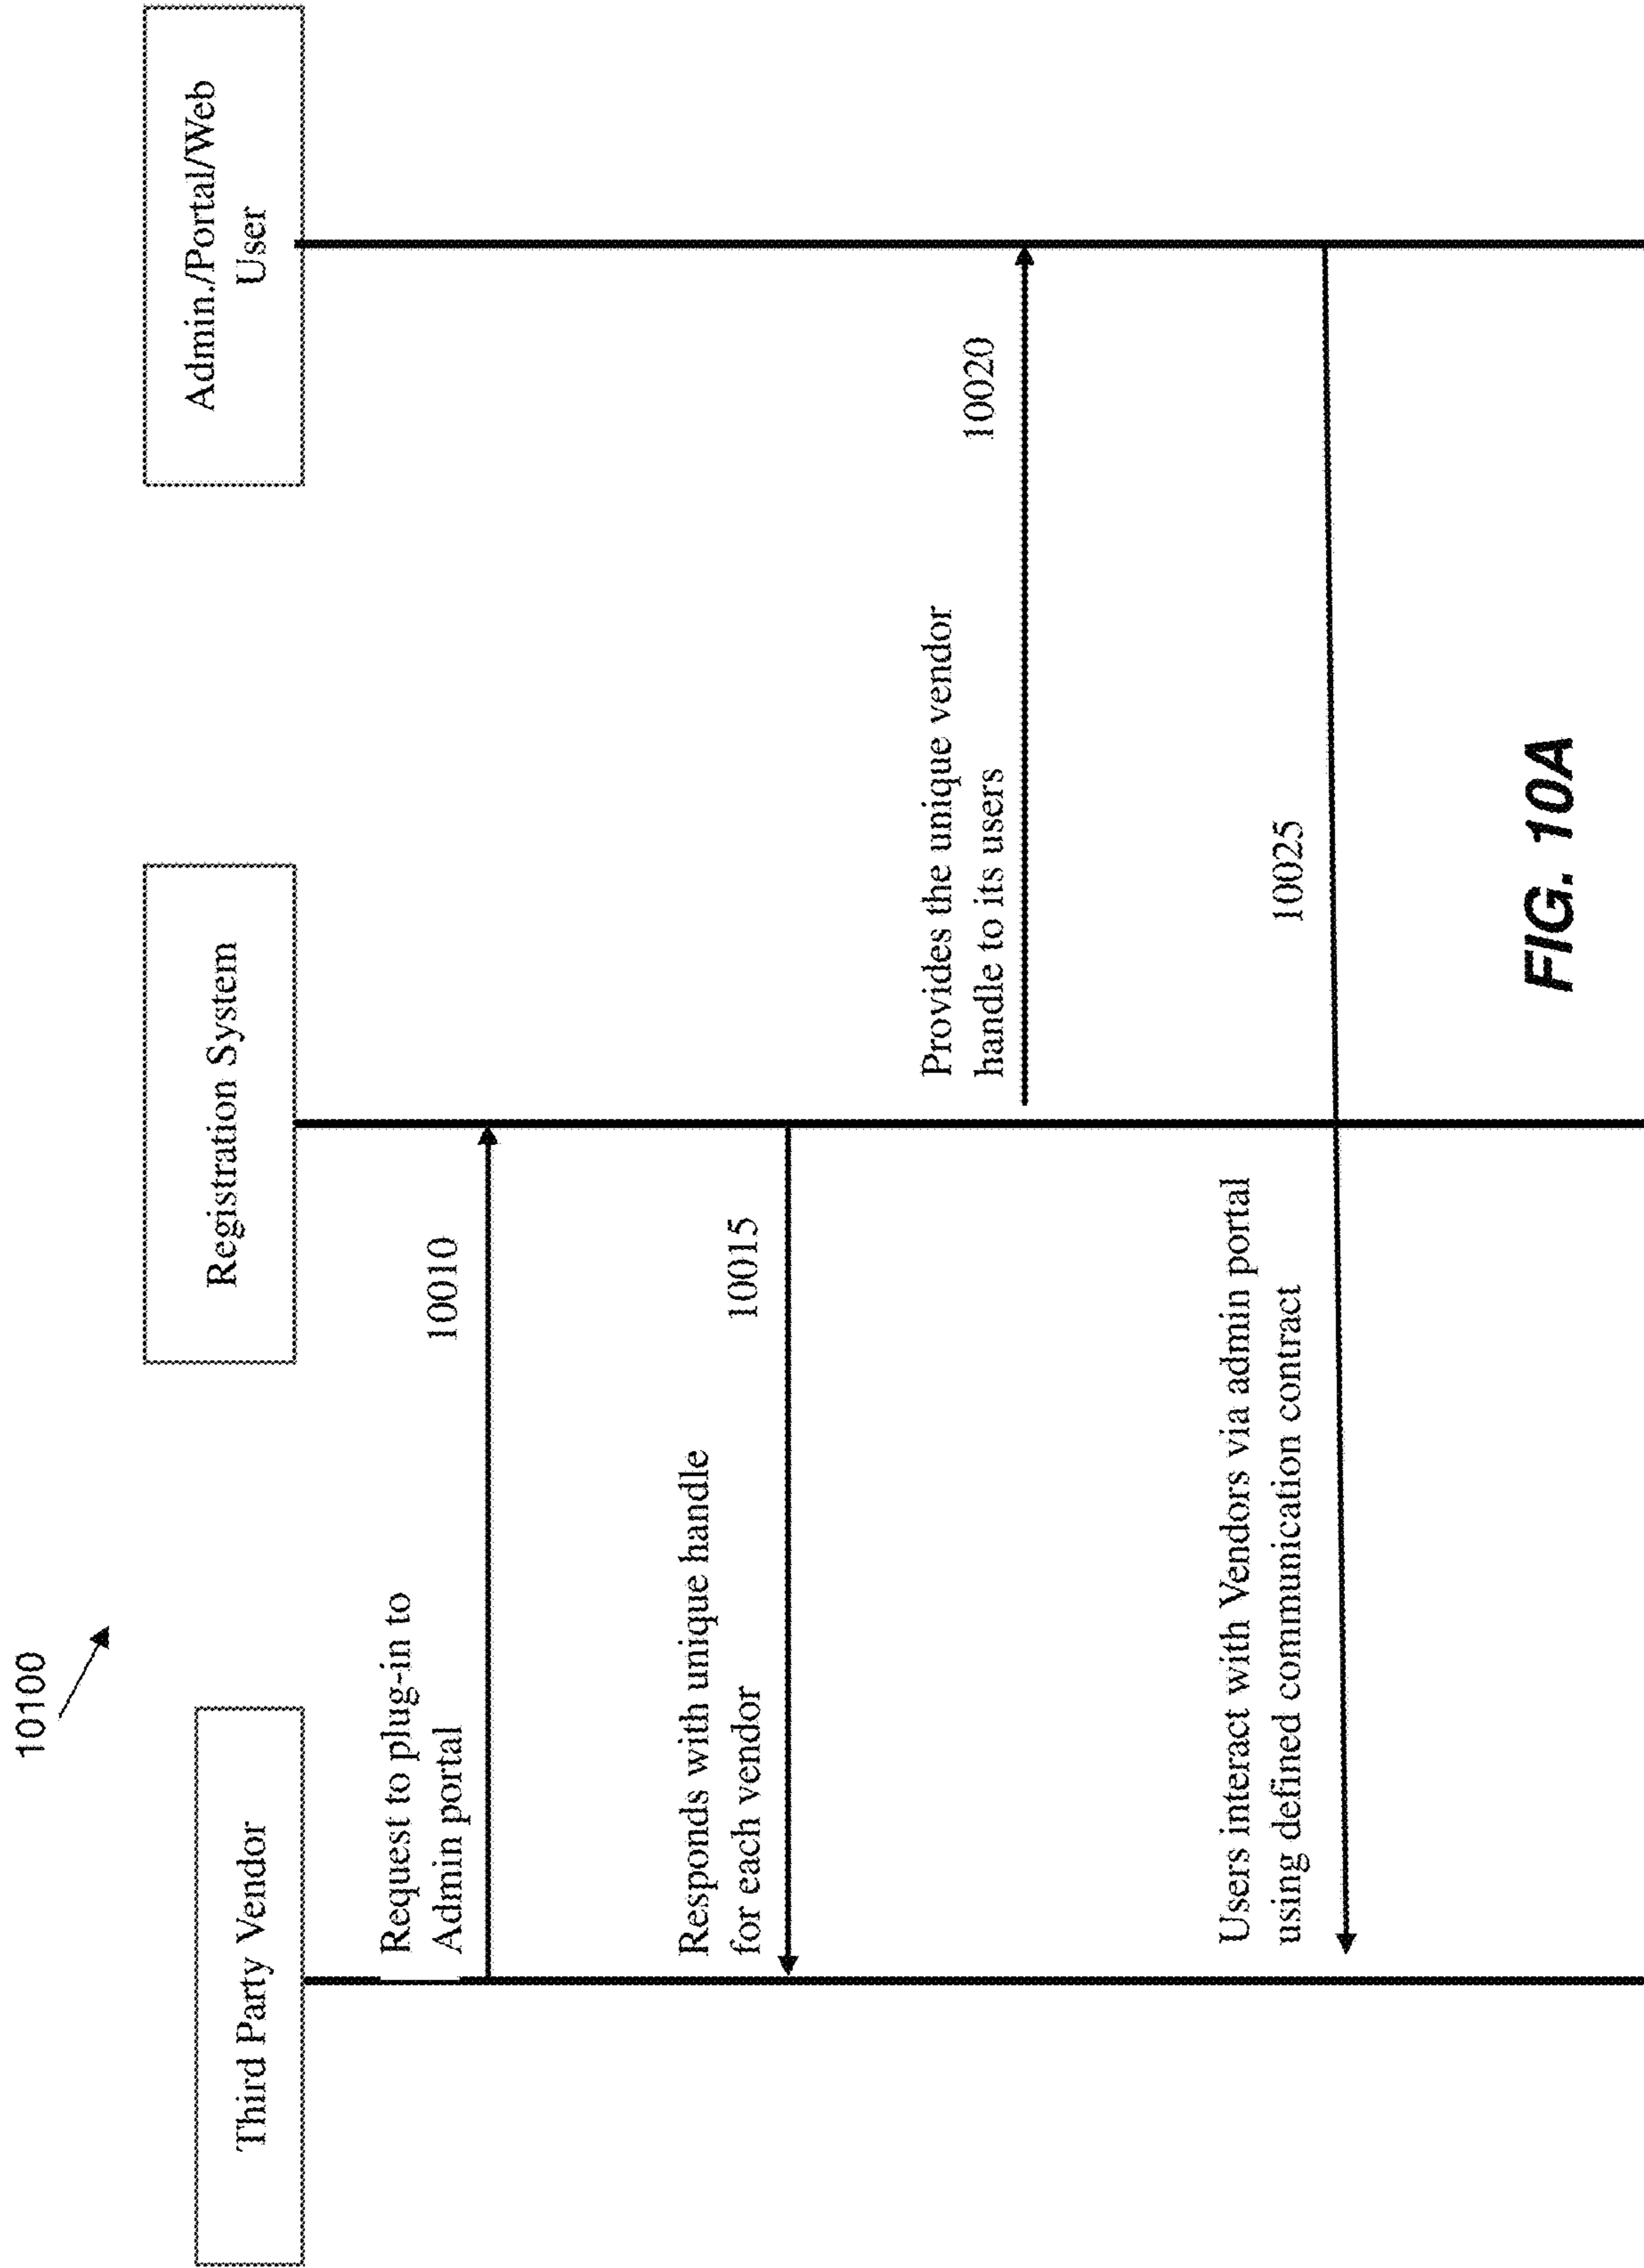 10100
Third Party Vendor
Registration System
Admin./Portal/Web
User
Request to plug-in to
Admin portal
10010
Responds with unique handle
for each vendor
10015
Provides the unique vendor
handle to its users
10020
Users interact with Vendors via admin portal
using defined communication contract
10025
FIG. 10A